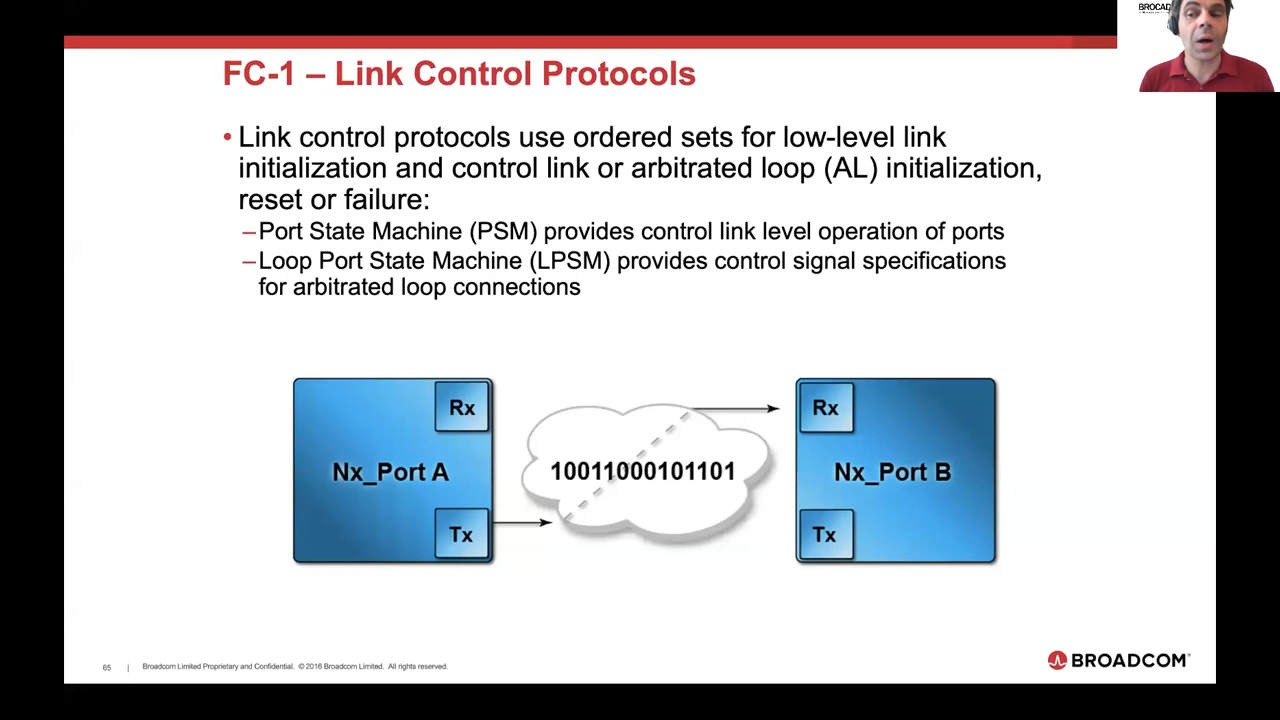 BROCAD
FC-1 – Link Control Protocols
• Link control protocols use ordered sets for low-level link
initialization and control link or arbitrated loop (AL) initialization,
reset or failure:
–Port State Machine (PSM) provides control link level operation of ports
–Loop Port State Machine (LPSM) provides control signal specifications
for arbitrated loop connections
Rx
Rx
Nx_Port A
10011000101101
Nx_Port B
Tx
Tx
65 | Broadcom Limited Proprietary and Confidential. © 2016 Broadcom Limited. All rights reserved.
BROADCOM®